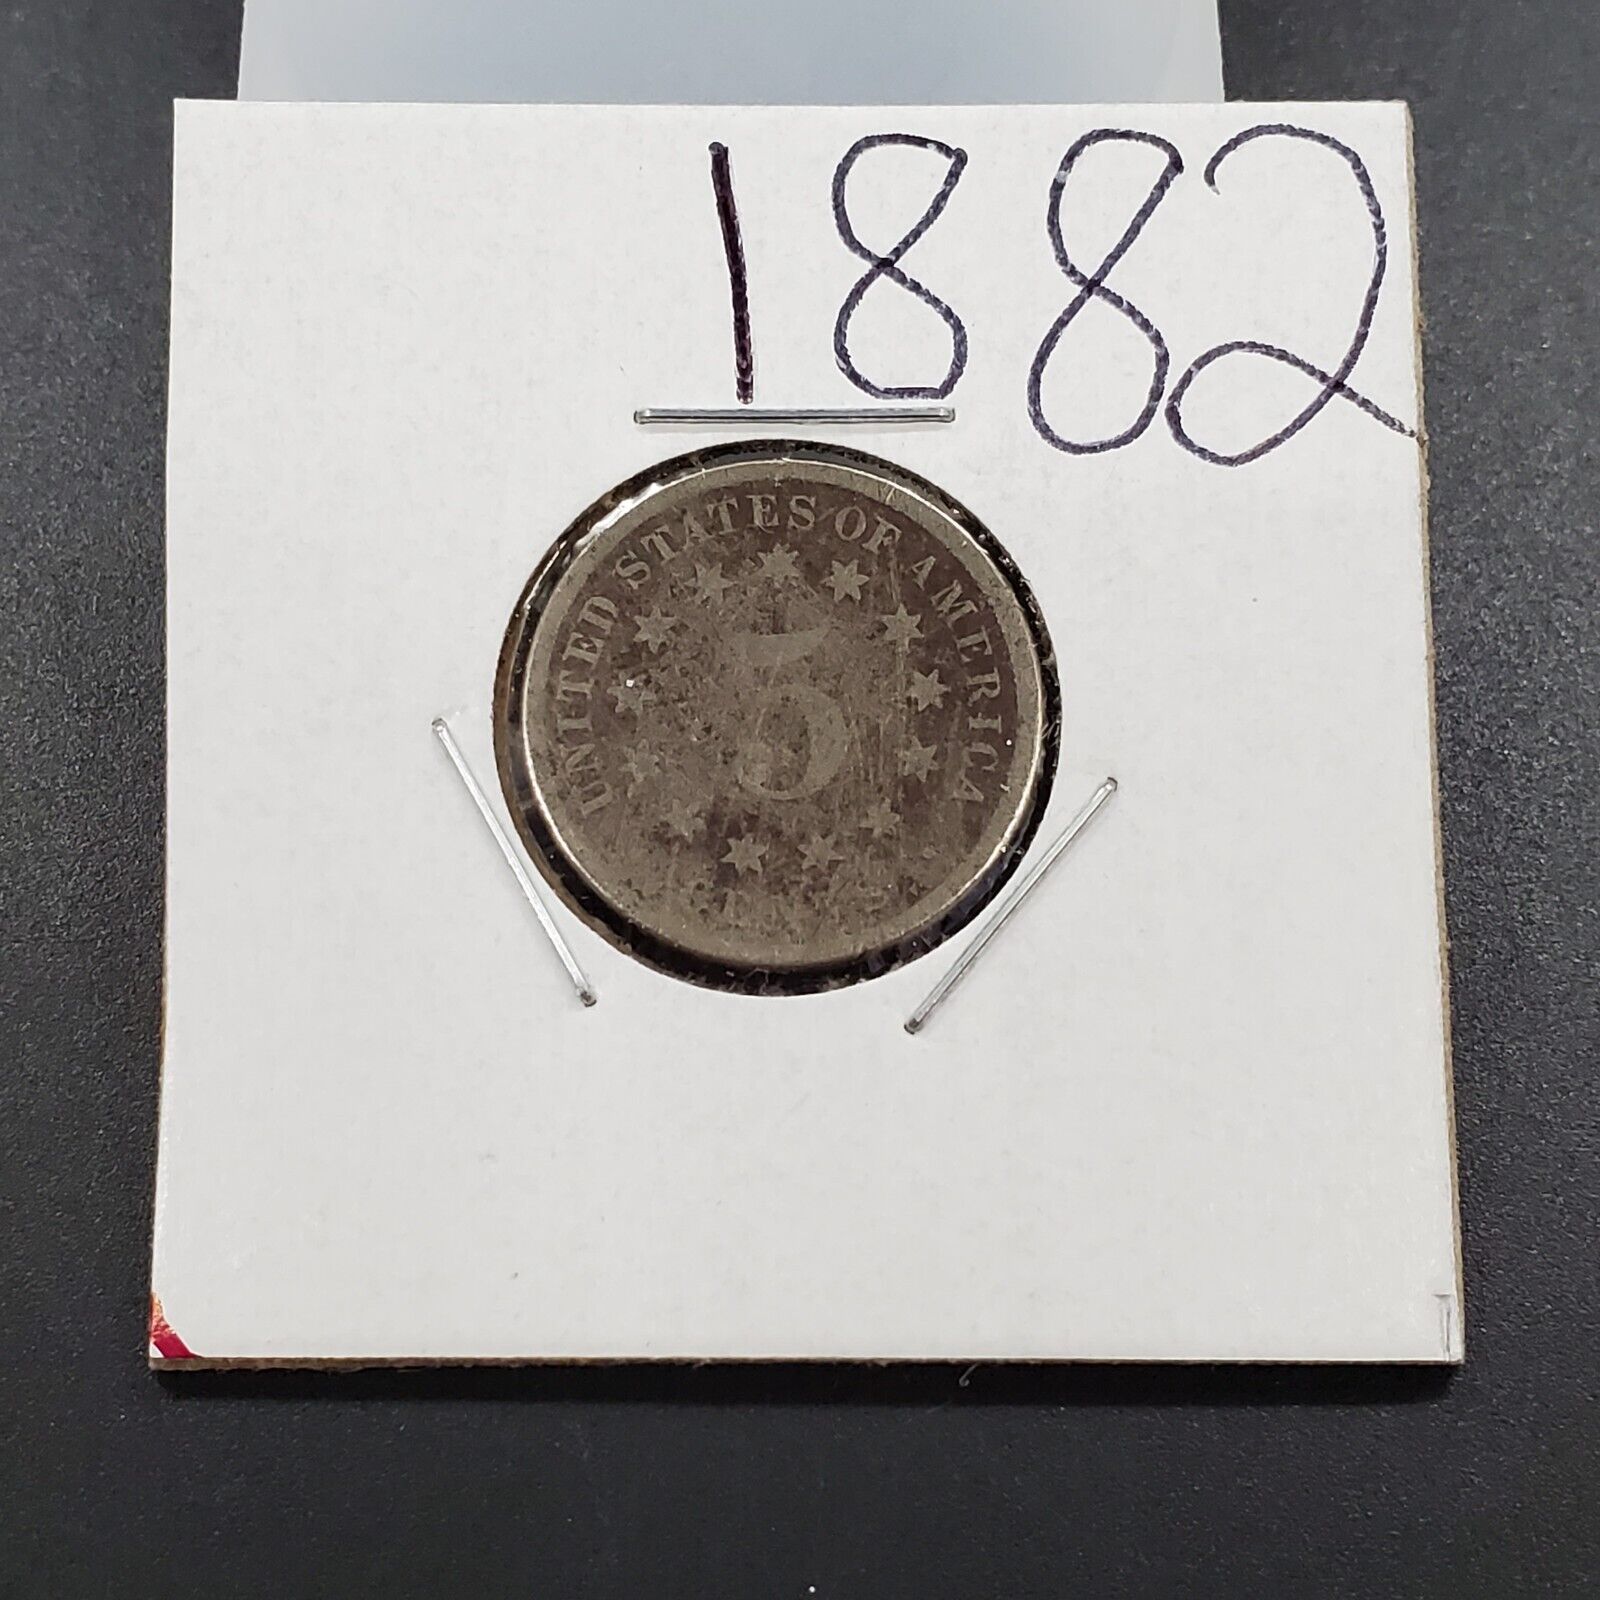 1882
UNITED STATES OF AMERICA
5